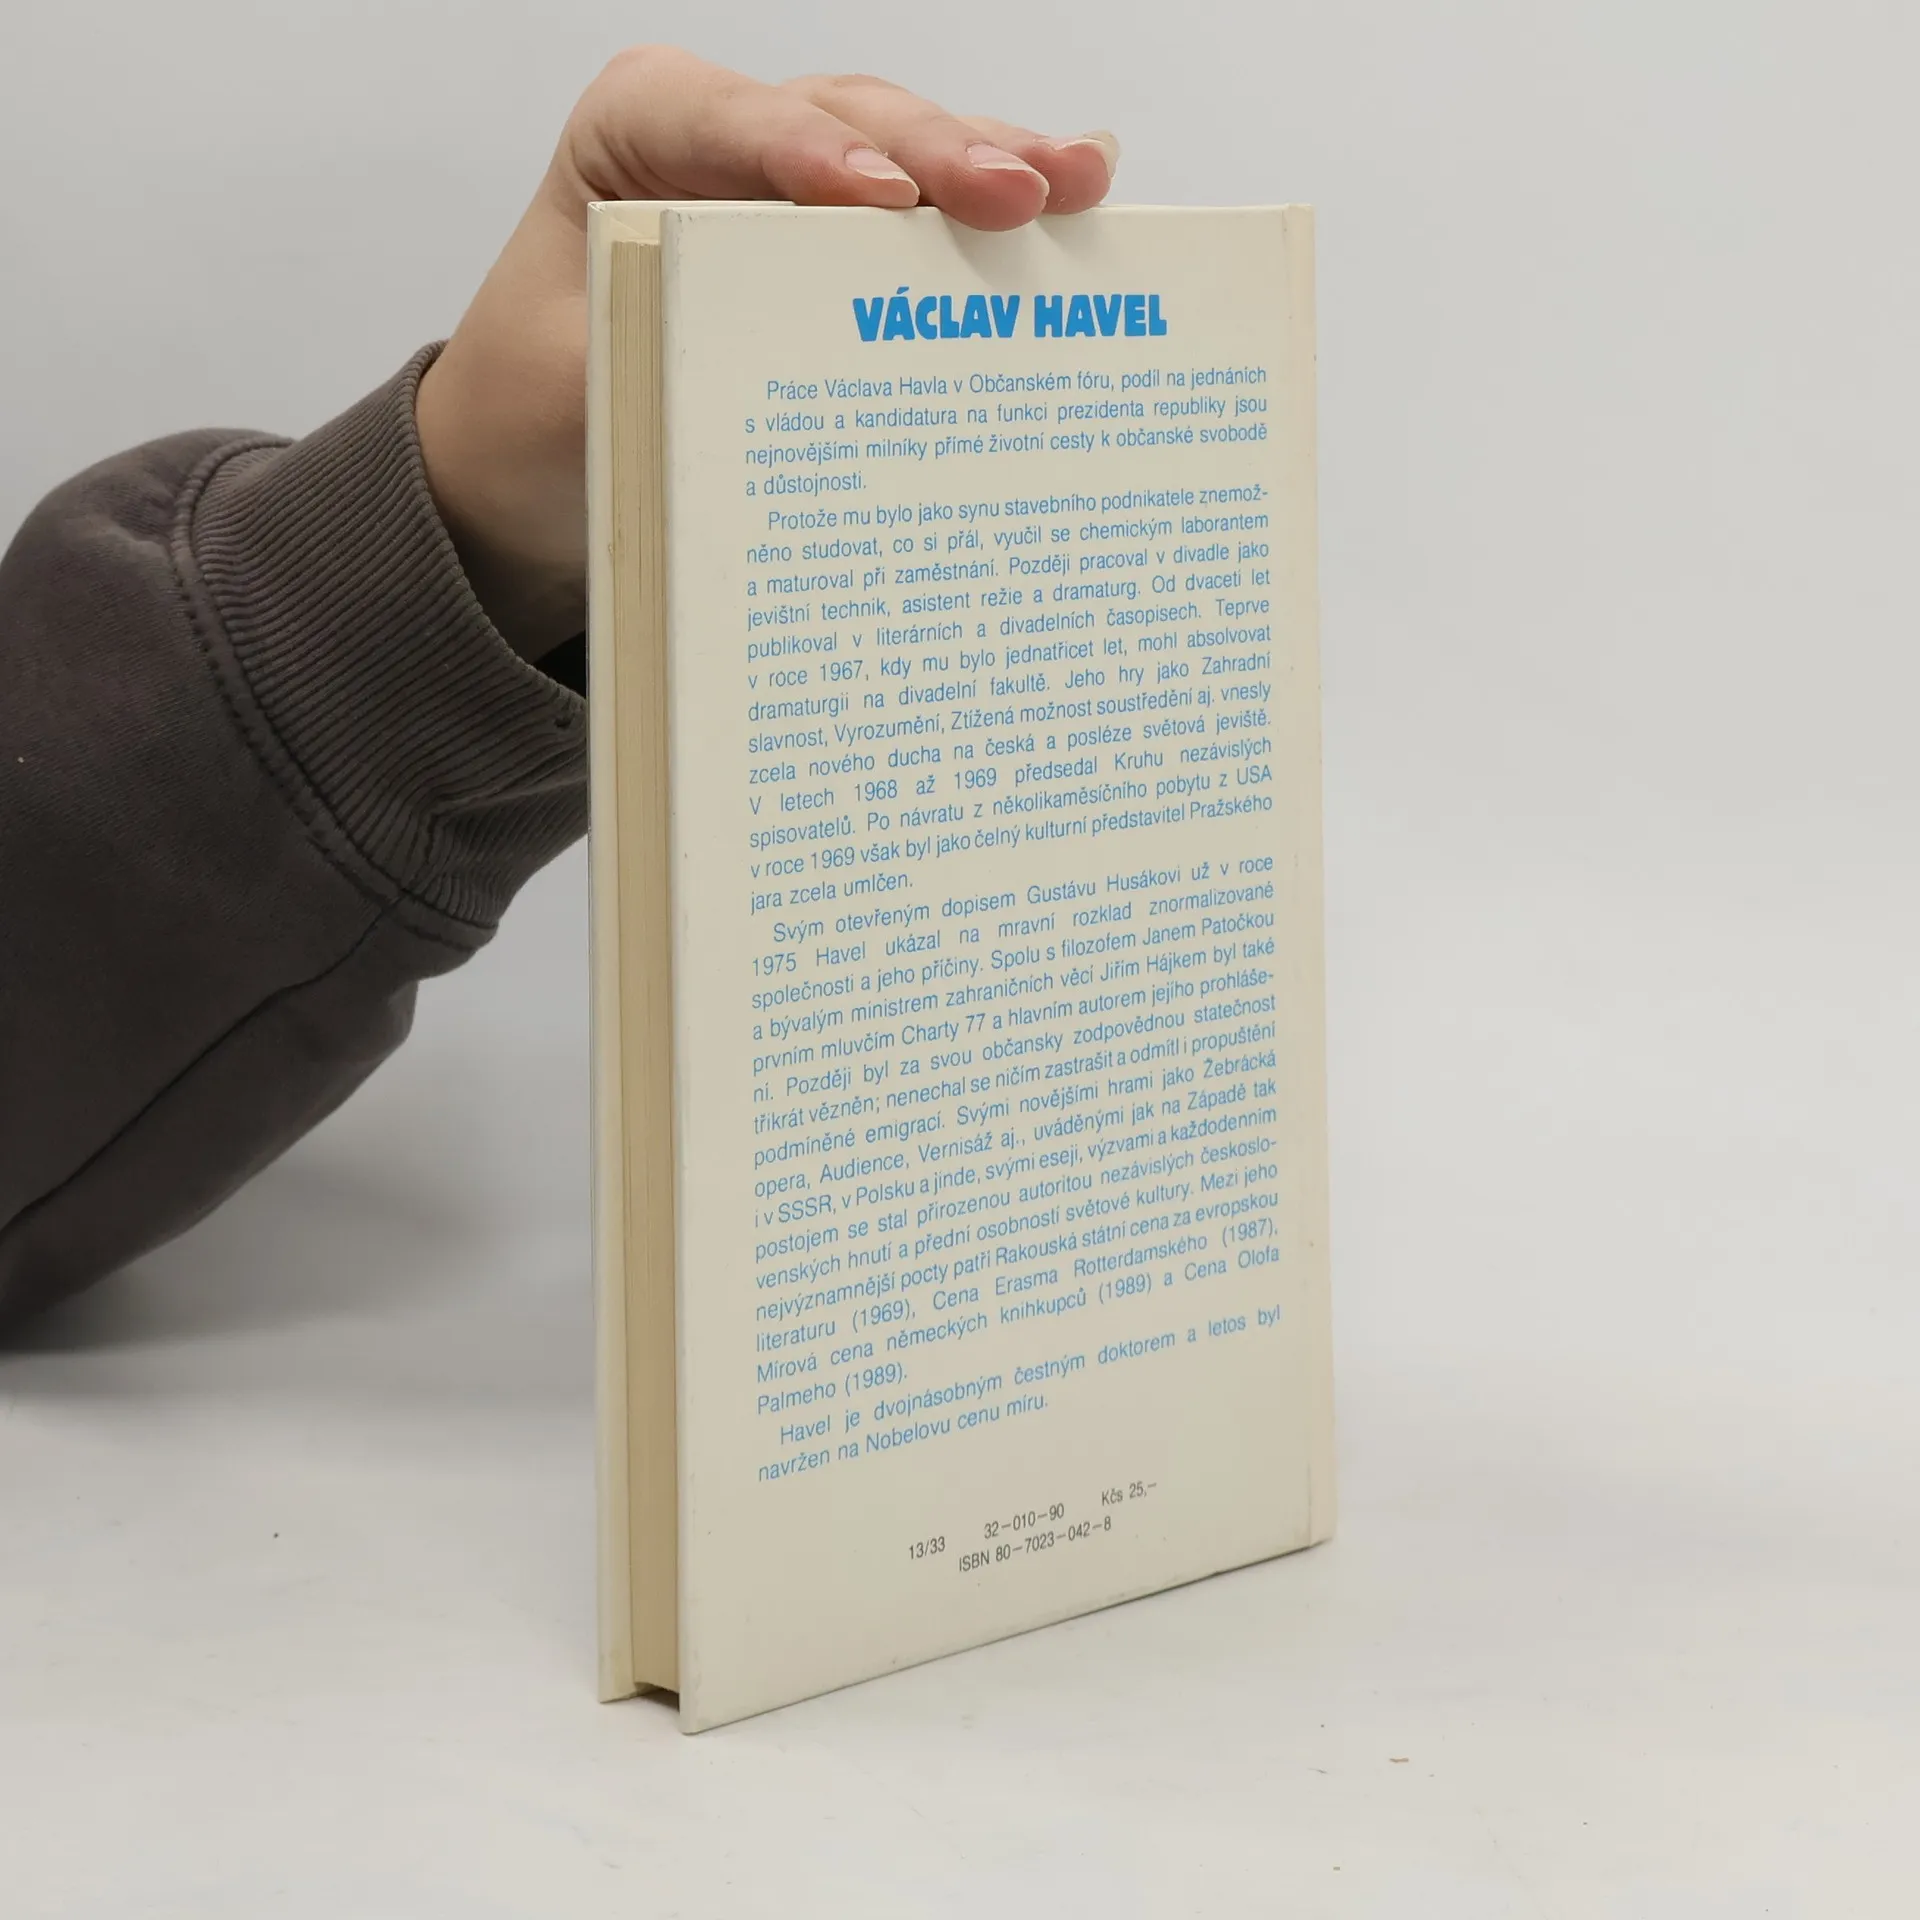 VÁCLAV HAVEL
Práce Václava Havla v Občanském fóru, podíl na jednáních
s vládou a kandidatura na funkci prezidenta republiky jsou
nejnovějšími milníky přímé životní cesty k občanské svobodě
a důstojnosti.
Protože mu bylo jako synu stavebního podnikatele znemož-
něno studovat, co si přál, vyučil se chemickým laborantem
a maturoval při zaměstnání. Později pracoval v divadle jako
jevištní technik, asistent režie a dramaturg. Od dvaceti let
publikoval v literárních a divadelních časopisech. Teprve
v roce 1967, kdy mu bylo jednatřicet let, mohl absolvovat
dramaturgii na divadelní fakultě. Jeho hry jako Zahradní
slavnost, Vyrozumění, Ztížená možnost soustředění aj. vnesly
zcela nového ducha na česká a posléze světová jeviště.
V letech 1968 až 1969 předsedal Kruhu nezávislých
spisovatelů. Po návratu z několikaměsíčního pobytu z USA
v roce 1969 však byl jako čelný kulturní představitel Pražského
jara zcela umlčen.
Svým otevřeným dopisem Gustávu Husákovi už v roce
1975 Havel ukázal na mravní rozklad znormalizované
společnosti a jeho příčiny. Spolu s filozofem Janem Patočkou
a bývalým ministrem zahraničních věcí Jiřím Hájkem byl také
prvním mluvčím Charty 77 a hlavním autorem jejího prohláše-
ní. Později byl za svou občansky zodpovědnou statečnost
třikrát vězněn; nenechal se ničím zastrašit a odmítl i propuštění
podmíněné emigrací. Svými novějšími hrami jako Žebrácká
opera, Audience, Vernisáž aj., uváděnými jak na Západě tak
i v SSSR, v Polsku a jinde, svými eseji, výzvami a každodenním
postojem se stal přirozenou autoritou nezávislých českoslo-
venských hnutí a přední osobností světové kultury. Mezi jeho
nejvýznamnější pocty patří Rakouská státní cena za evropskou
literaturu (1969), Cena Erasma Rotterdamského (1987),
Mírová cena německých knihkupců (1989) a Cena Olofa
Palmeho (1989).
Havel je dvojnásobným čestným doktorem a letos byl
navržen na Nobelovu cenu míru.
13/33 32–010–90 Kčs 25,–
ISBN 80–7023–042–8